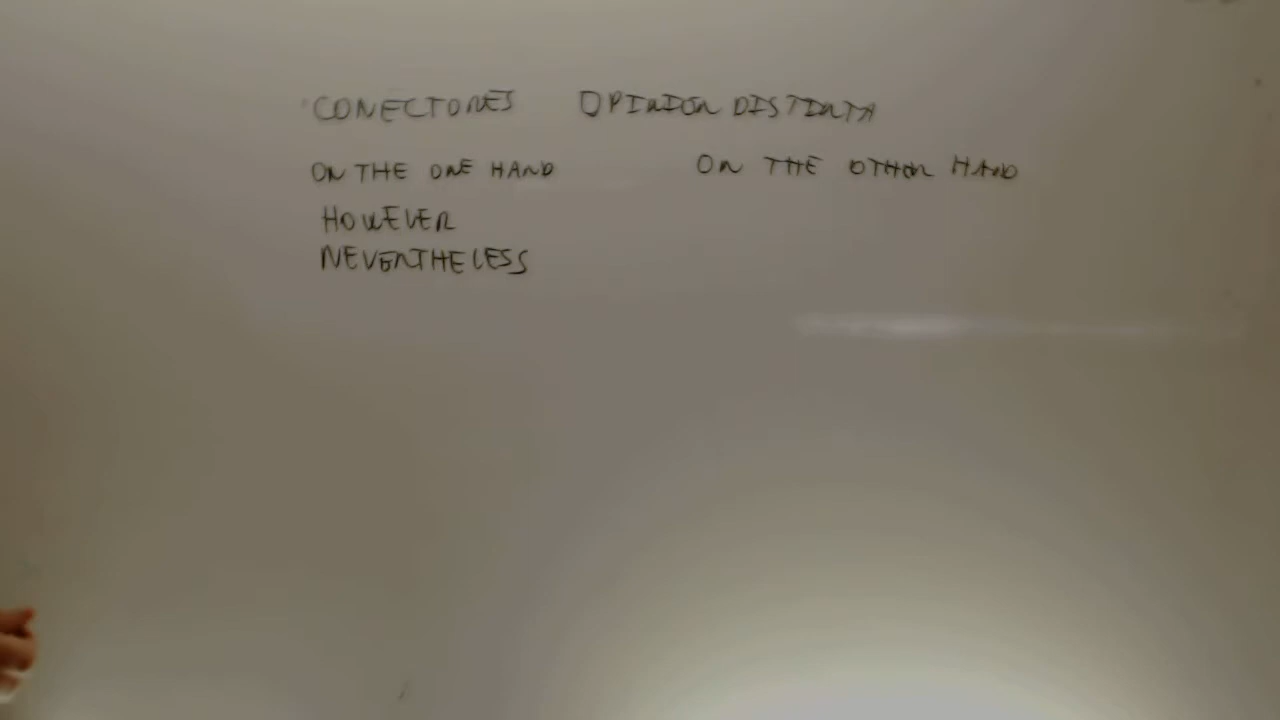 CONECTORES OPINION DISTINTA
ON THE ONE HAND ON THE OTHER HAND
HOWEVER
NEVERTHELESS